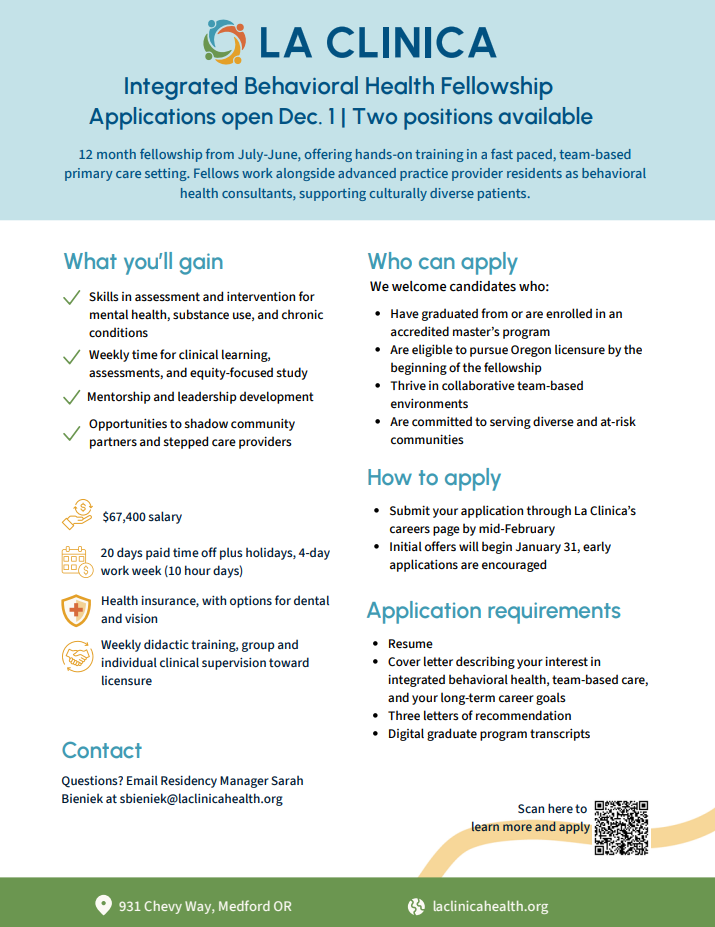 LA CLINICA
Integrated Behavioral Health Fellowship
Applications open Dec. 1 | Two positions available
12 month fellowship from July-June, offering hands-on training in a fast paced, team-based
primary care setting. Fellows work alongside advanced practice provider residents as behavioral
health consultants, supporting culturally diverse patients.
What you'll gain
Skills in assessment and intervention for
mental health, substance use, and chronic
conditions
Weekly time for clinical learning,
assessments, and equity-focused study
Mentorship and leadership development
Opportunities to shadow community
partners and stepped care providers
$67,400 salary
20 days paid time off plus holidays, 4-day
work week (10 hour days)
Health insurance, with options for dental
and vision
Weekly didactic training, group and
individual clinical supervision toward
licensure
Contact
Questions? Email Residency Manager Sarah
Bieniek at sbieniek@laclinicahealth.org
Who can apply
We welcome candidates who:
• Have graduated from or are enrolled in an
accredited master's program
• Are eligible to pursue Oregon licensure by the
beginning of the fellowship
• Thrive in collaborative team-based
environments
• Are committed to serving diverse and at-risk
communities
How to apply
• Submit your application through La Clinica's
careers page by mid-February
• Initial offers will begin January 31, early
applications are encouraged
Application requirements
• Resume
• Cover letter describing your interest in
integrated behavioral health, team-based care,
and your long-term career goals
• Three letters of recommendation
• Digital graduate program transcripts
Scan here to
learn more and apply
931 Chevy Way, Medford OR
laclinicahealth.org